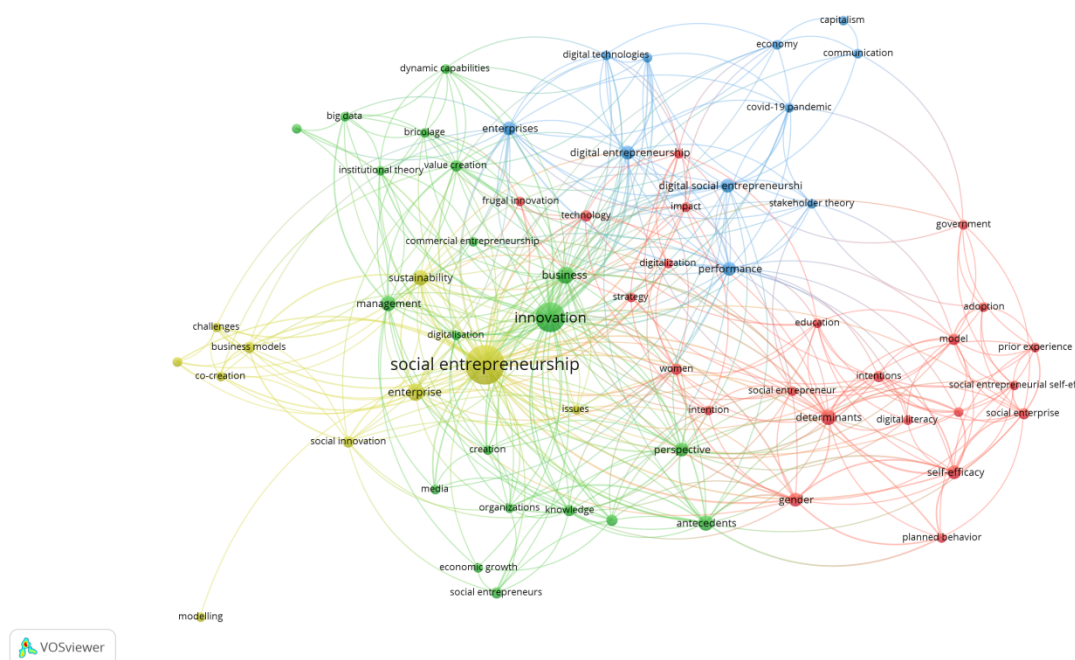 capitalism
economy
communication
digital technologies
dynamic capabilities
covid-19 pandemic
big data
bricolage
enterprises
digital entrepreneurship
institutional theory
value creation
digital social entrepreneurshi
frugal innovation
impact
stakeholder theory
technology
government
commercial entrepreneurship
digitalization
performance
business
sustainability
strategy
management
adoption
innovation
education
challenges
digitalisation
model
business models
prior experience
social entrepreneurship
women
co-creation
intentions
enterprise
social entrepreneur
social entrepreneurial self-ef
issues
intention
determinants
digital literacy
social enterprise
social innovation
creation
perspective
self-efficacy
media
gender
organizations
knowledge
antecedents
planned behavior
economic growth
social entrepreneurs
modelling
VOSviewer